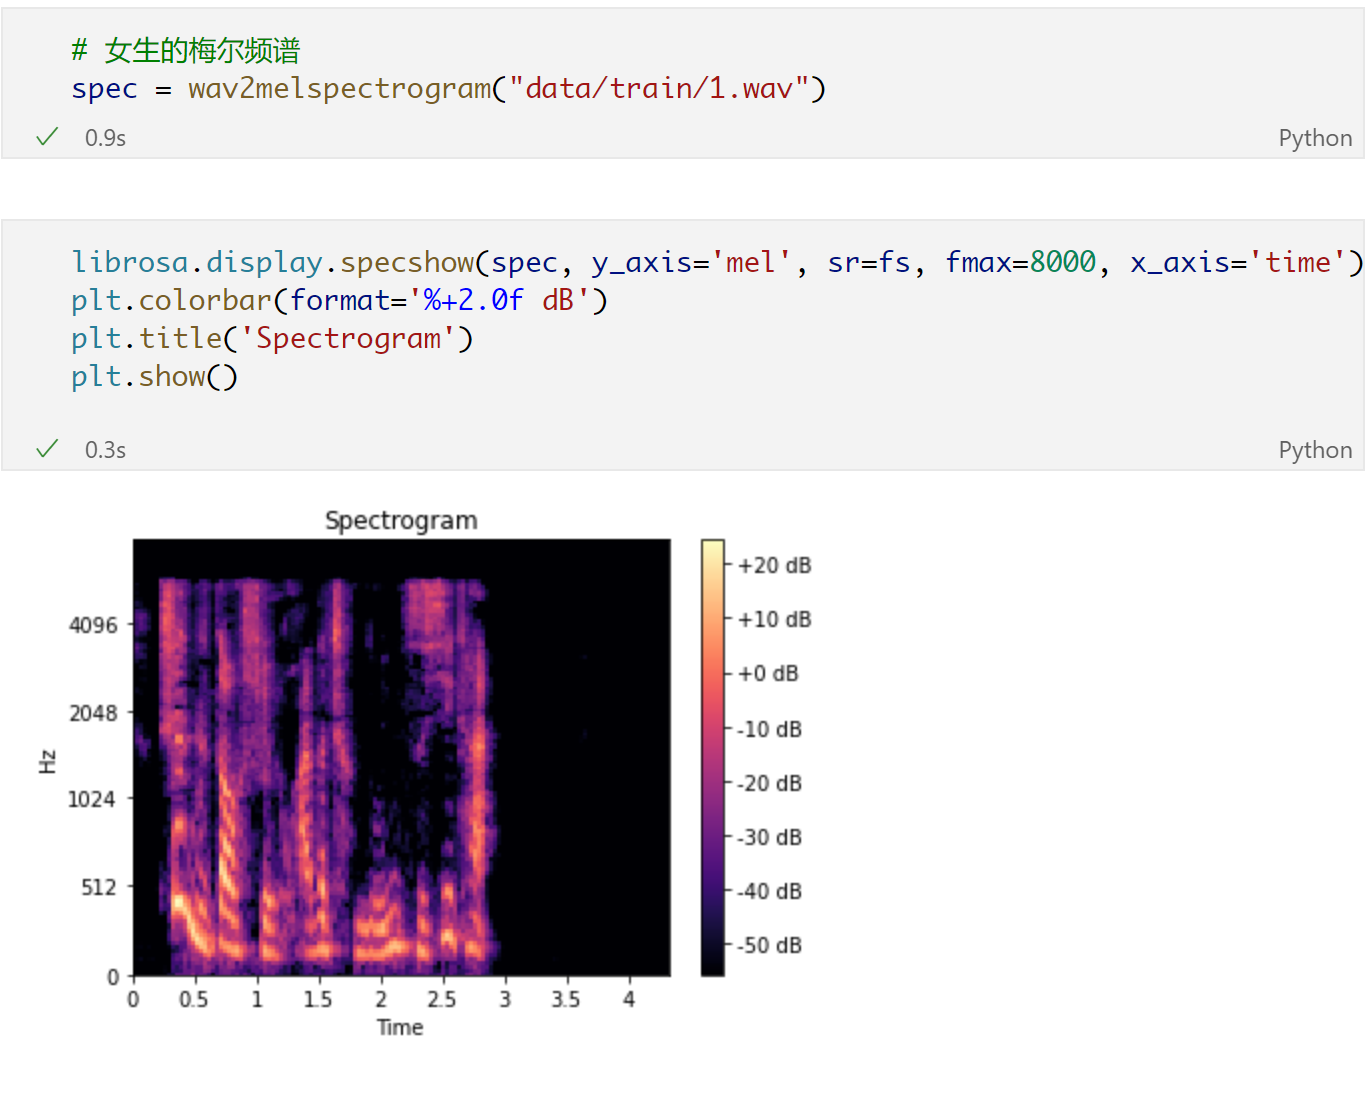 # 女生的梅尔频谱
spec = wav2melspectrogram("data/train/1.wav")
0.9s
Python
librosa.display.specshow(spec, y_axis='mel', sr=fs, fmax=8000, x_axis='time')
plt.colorbar(format='%+2.0f dB')
plt.title('Spectrogram')
plt.show()
0.3s
Python
Spectrogram
4096
2048
1024
512
0
Hz
0 0.5 1 1.5 2 2.5 3 3.5 4
Time
+20 dB
+10 dB
+0 dB
-10 dB
-20 dB
-30 dB
-40 dB
-50 dB